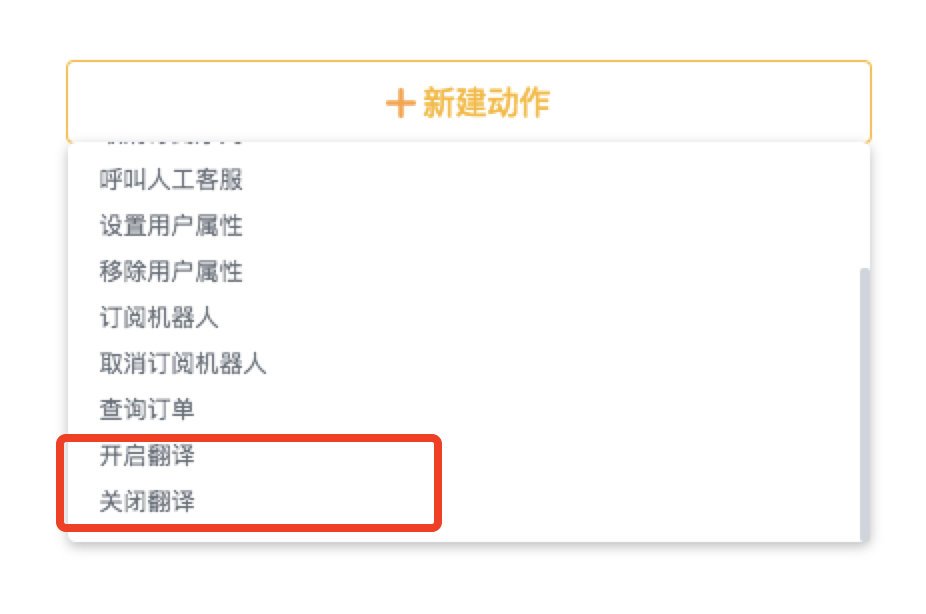 新建动作
呼叫人工客服
设置用户属性
移除用户属性
订阅机器人
取消订阅机器人
查询订单
开启翻译
关闭翻译